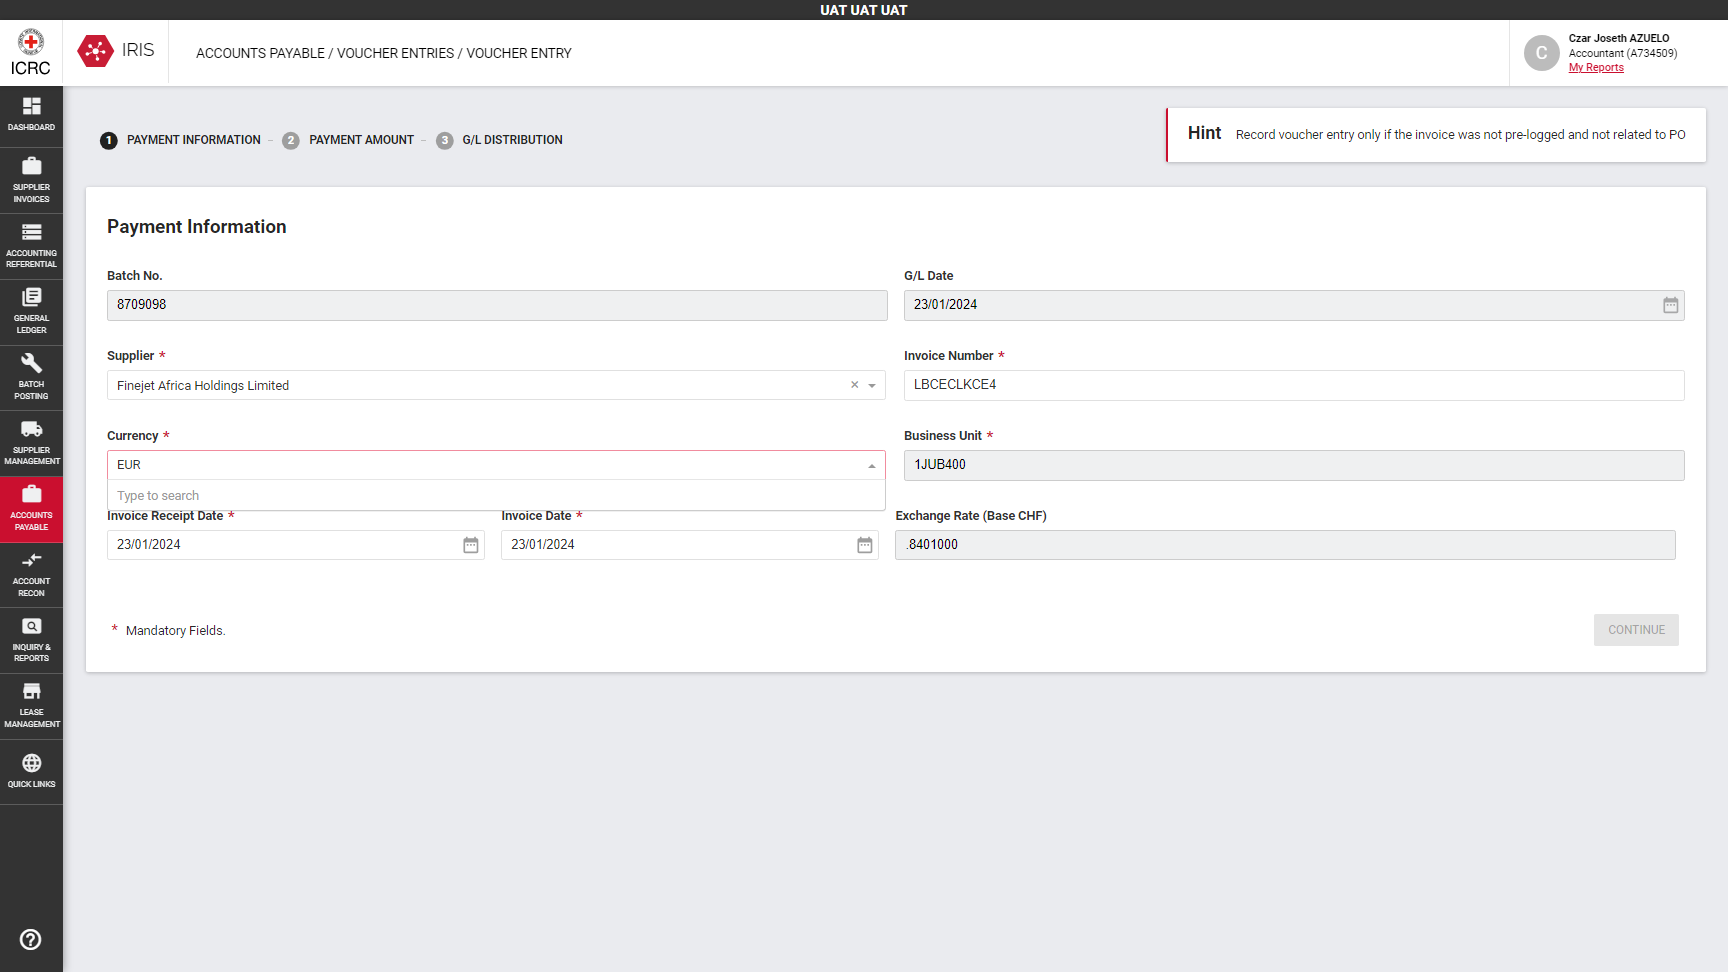 UAT UAT UAT
ICRC
IRIS
ACCOUNTS PAYABLE / VOUCHER ENTRIES / VOUCHER ENTRY
C
Czar Joseth AZUELO
Accountant (A734509)
My Reports
DASHBOARD
SUPPLIER
INVOICES
ACCOUNTING
REFERENTIAL
GENERAL
LEDGER
BATCH
POSTING
SUPPLIER
MANAGEMENT
ACCOUNTS
PAYABLE
ACCOUNT
RECON
INQUIRY &
REPORTS
LEASE
MANAGEMENT
QUICK LINKS
1 PAYMENT INFORMATION - 2 PAYMENT AMOUNT - 3 G/L DISTRIBUTION
Hint Record voucher entry only if the invoice was not pre-logged and not related to PO
Payment Information
Batch No.
8709098
G/L Date
23/01/2024
Supplier *
Finejet Africa Holdings Limited
Invoice Number *
LBCECLKCE4
Currency *
EUR
Type to search
Business Unit *
1JUB400
Invoice Receipt Date *
23/01/2024
Invoice Date *
23/01/2024
Exchange Rate (Base CHF)
.8401000
* Mandatory Fields.
CONTINUE